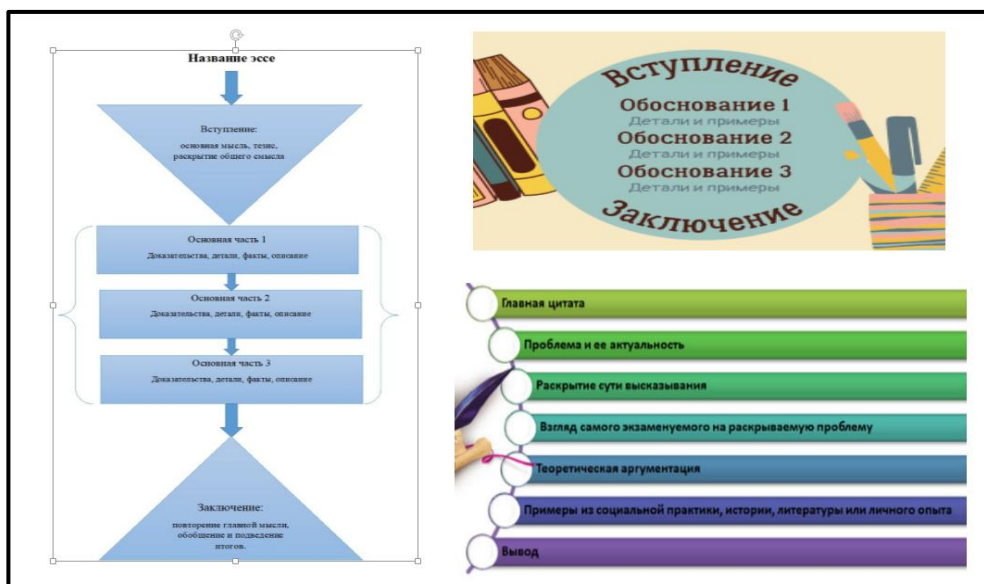 Название эссе
Вступление:
основная мысль, тезис,
раскрытие общего смысла
Основная часть 1
Доказательства, детали, факты, описание
Основная часть 2
Доказательства, детали, факты, описание
Основная часть 3
Доказательства, детали, факты, описание
Заключение:
повторение главной мысли,
обобщение и подведение
итогов.
Вступление
Обоснование 1
Детали и примеры
Обоснование 2
Детали и примеры
Обоснование 3
Детали и примеры
Заключение
Главная цитата
Проблема и ее актуальность
Раскрытие сути высказывания
Взгляд самого экзаменуемого на раскрываемую проблему
Теоретическая аргументация
Примеры из социальной практики, истории, литературы или личного опыта
Вывод